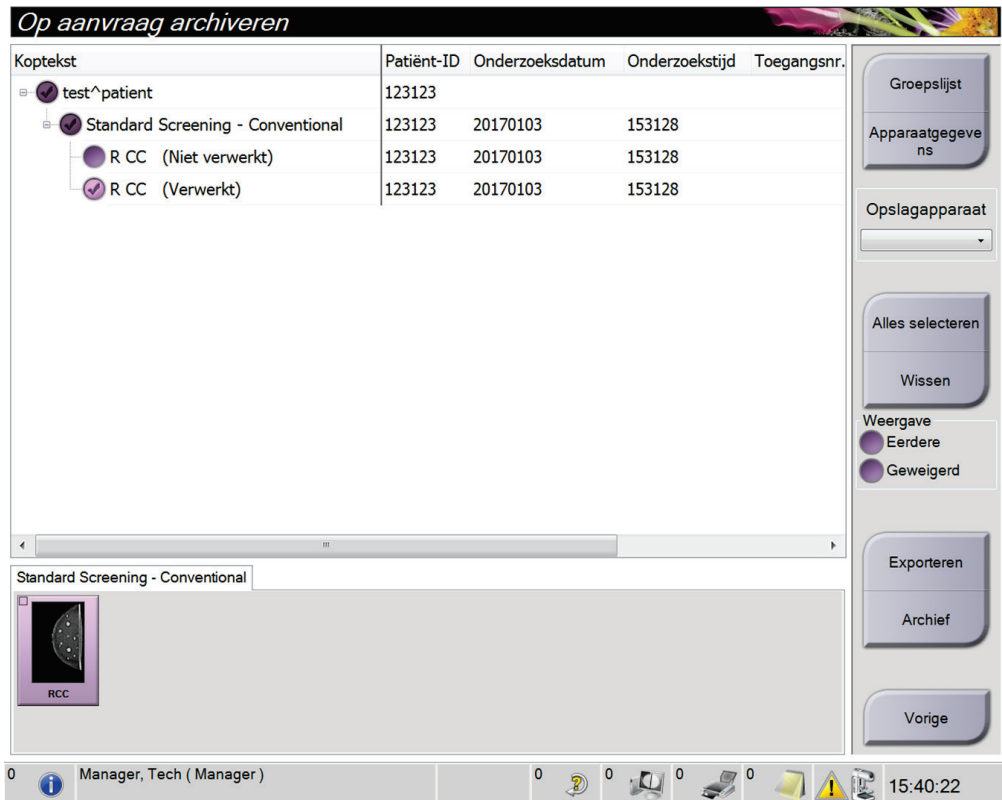 Op aanvraag archiveren
Koptekst Patiënt-ID Onderzoeksdatum Onderzoekstijd Toegangsnr.
test^patient 123123
Standard Screening - Conventional 123123 20170103 153128
R CC (Niet verwerkt) 123123 20170103 153128
R CC (Verwerkt) 123123 20170103 153128
Groepslijst
Apparaatgegeve
ns
Opslagapparaat
Alles selecteren
Wissen
Weergave
Eerdere
Geweigerd
Exporteren
Archief
Vorige
Standard Screening - Conventional
RCC
0 Manager, Tech ( Manager ) 0 0 0 0 15:40:22